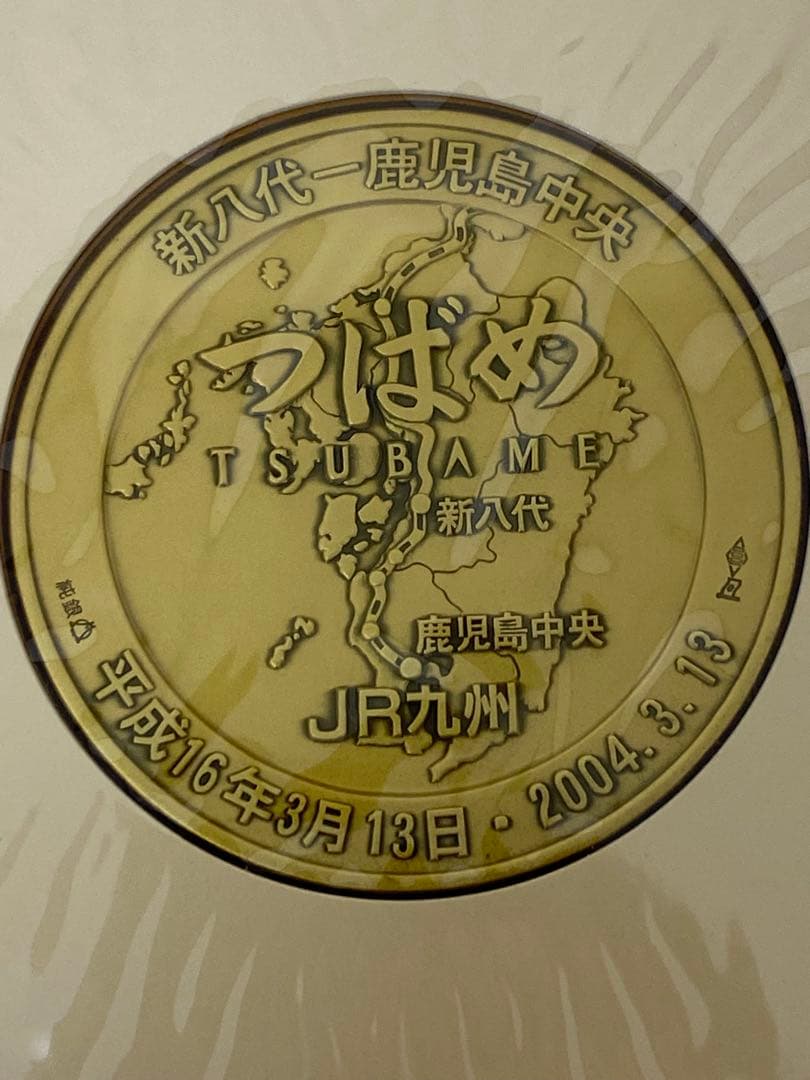 新八代ー鹿児島中央
つばめ
TSUBAME
新八代
鹿児島中央
JR九州
純銀
平成16年3月13日・2004.3.13